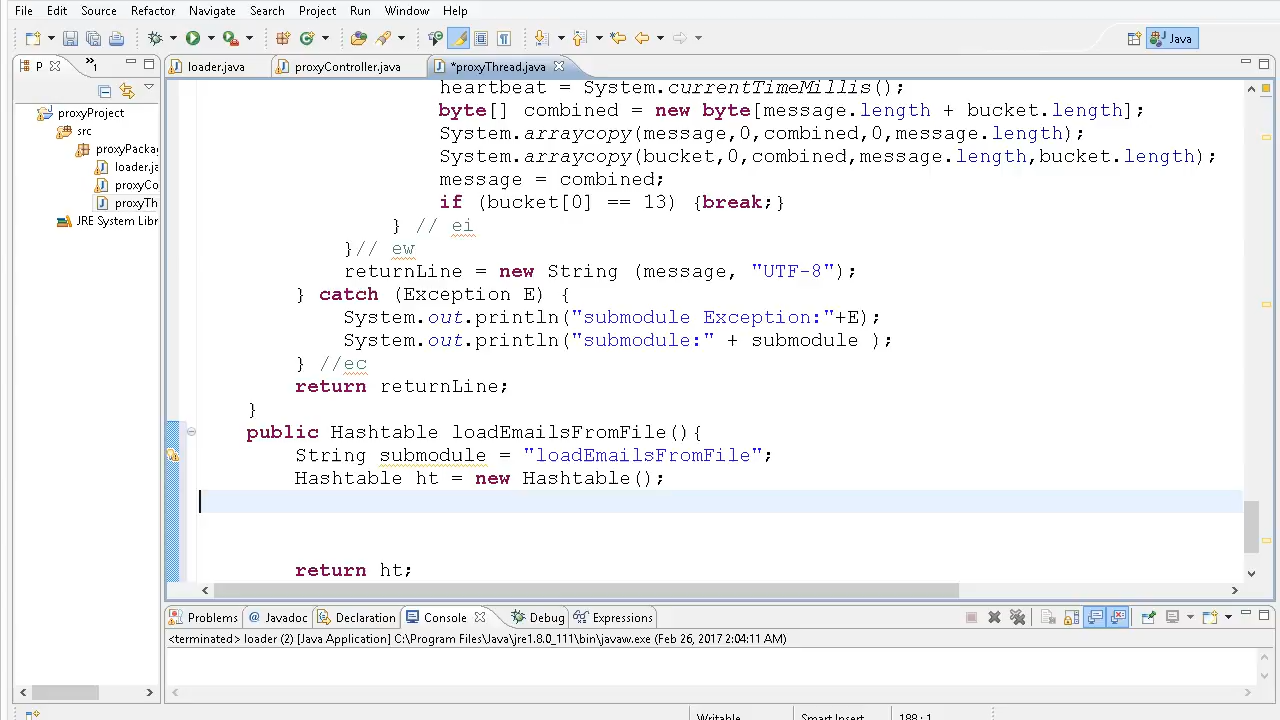 File Edit Source Refactor Navigate Search Project Run Window Help
Java
P
»1
loader.java
proxyController.java
*proxyThread.java
proxyProject
src
proxyPackag
loader.ja
proxyCo
proxyTh
JRE System Libr
heartbeat = System.currentTimeMillis();
byte[] combined = new byte[message.length + bucket.length];
System.arraycopy(message,0,combined,0,message.length);
System.arraycopy(bucket,0,combined,message.length,bucket.length);
message = combined;
if (bucket[0] == 13) {break;}
} // ei
}// ew
returnLine = new String (message, "UTF-8");
} catch (Exception E) {
System.out.println("submodule Exception:"+E);
System.out.println("submodule:" + submodule );
} //ec
return returnLine;
}
public Hashtable loadEmailsFromFile(){
String submodule = "loadEmailsFromFile";
Hashtable ht = new Hashtable();
return ht;
Problems @ Javadoc Declaration Console Debug Expressions
<terminated> loader (2) [Java Application] C:\Program Files\Java\jre1.8.0_111\bin\javaw.exe (Feb 26, 2017 2:04:11 AM)
Writable Smart Insert 188 : 1